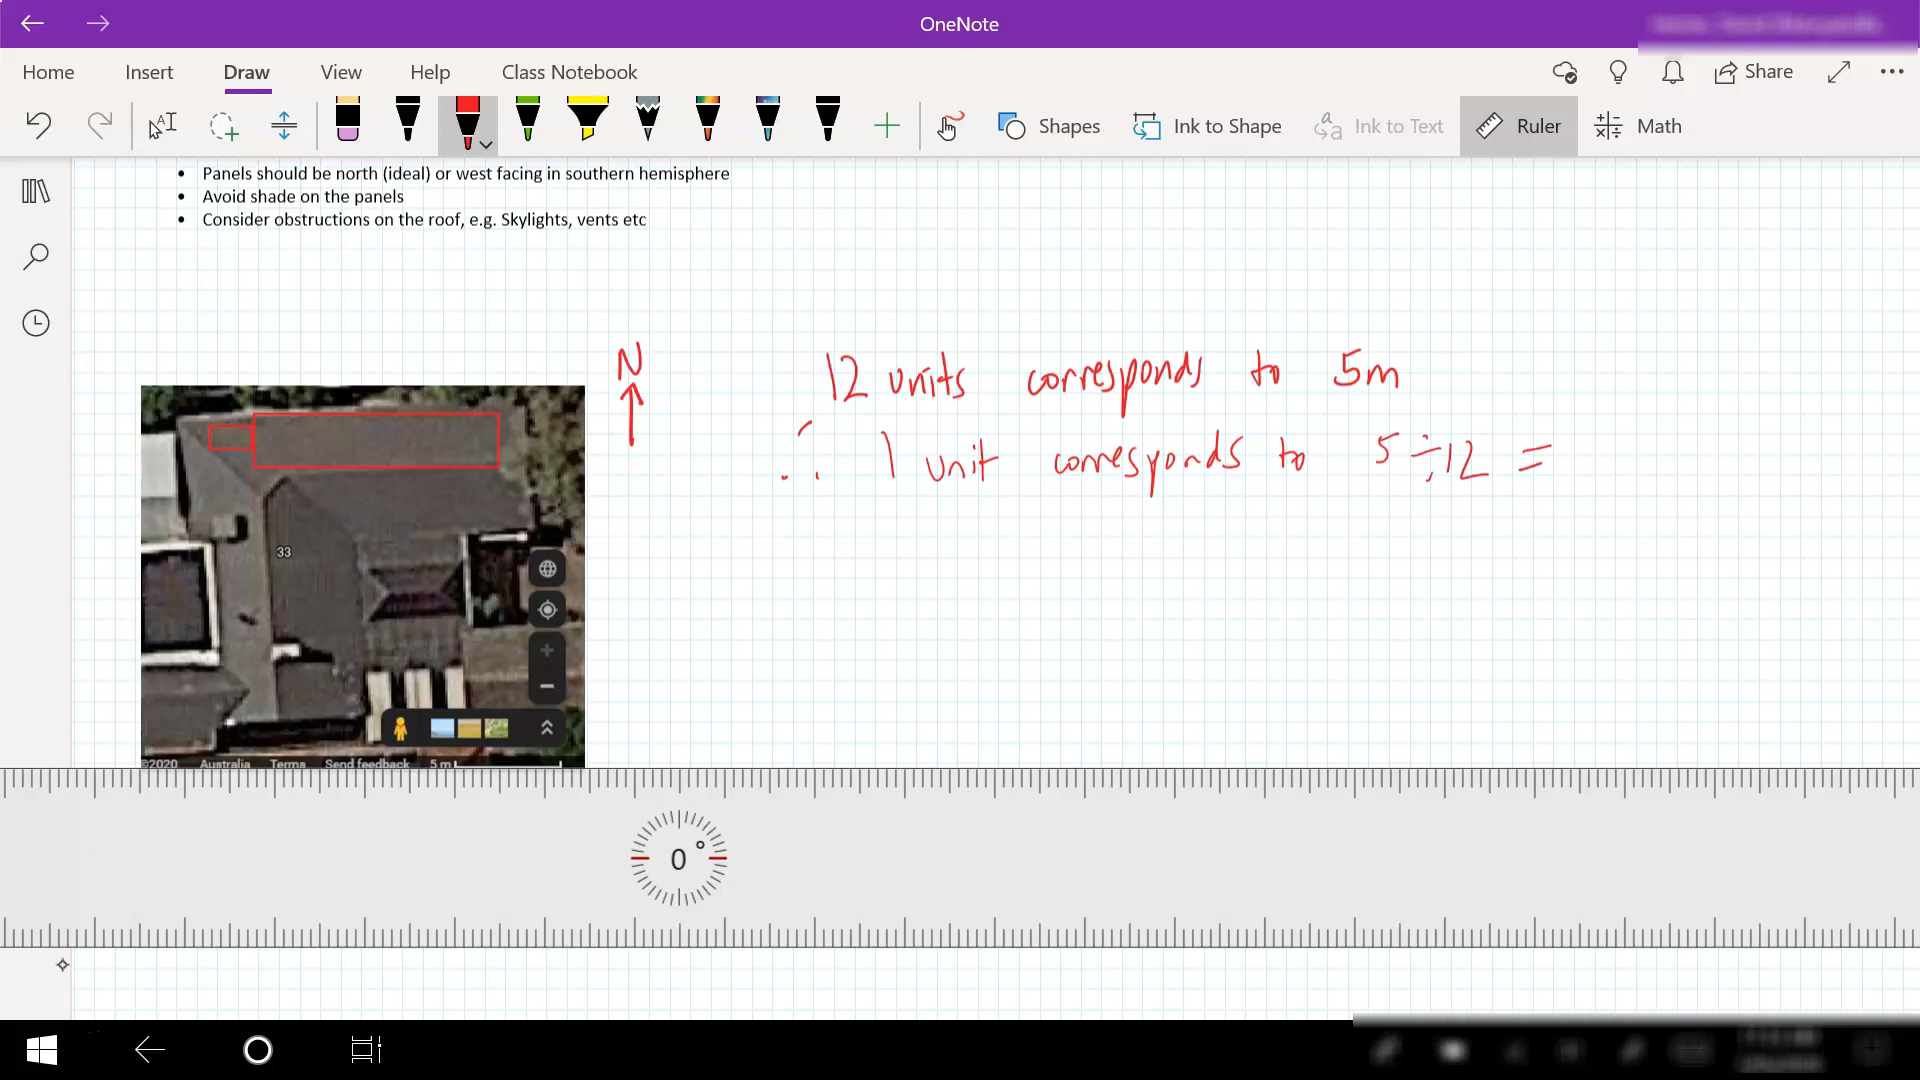 OneNote
Home Insert Draw View Help Class Notebook Share
Shapes Ink to Shape Ink to Text Ruler Math
• Panels should be north (ideal) or west facing in southern hemisphere
• Avoid shade on the panels
• Consider obstructions on the roof, e.g. Skylights, vents etc
N
12 units corresponds to 5m
∴ 1 unit corresponds to 5 ÷ 12 =
33
©2020 Australia Terms Send feedback 5 m
0°